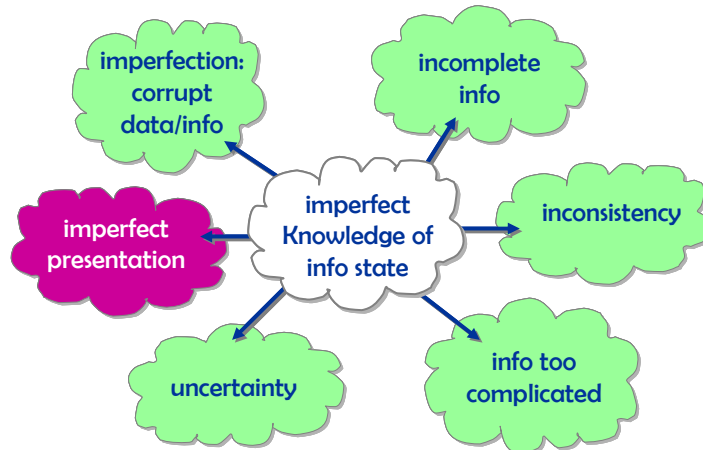 imperfection:
corrupt
data/info
incomplete
info
imperfect
presentation
imperfect
Knowledge of
info state
inconsistency
uncertainty
info too
complicated